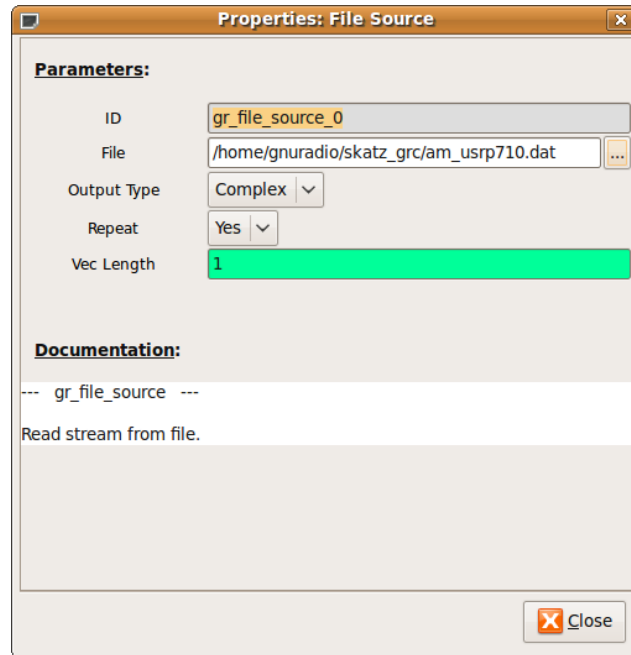 Properties: File Source
Parameters:
ID gr_file_source_0
File /home/gnuradio/skatz_grc/am_usrp710.dat ...
Output Type Complex
Repeat Yes
Vec Length 1
Documentation:
--- gr_file_source ---
Read stream from file.
Close